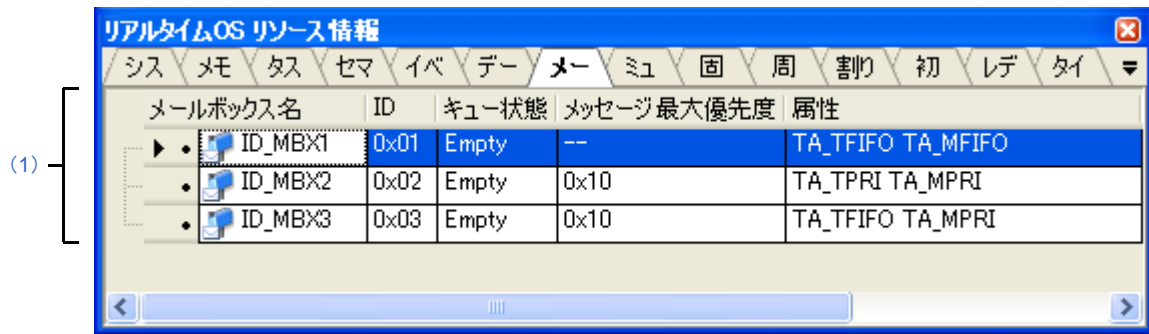 リアルタイムOS リソース情報
シス メモ タス セマ イベ デー メー ミュ 固 周 割り 初 レデ タイ
メールボックス名 ID キュー状態 メッセージ最大優先度 属性
(1)
ID_MBX1 0x01 Empty -- TA_TFIFO TA_MFIFO
ID_MBX2 0x02 Empty 0x10 TA_TPRI TA_MPRI
ID_MBX3 0x03 Empty 0x10 TA_TFIFO TA_MPRI